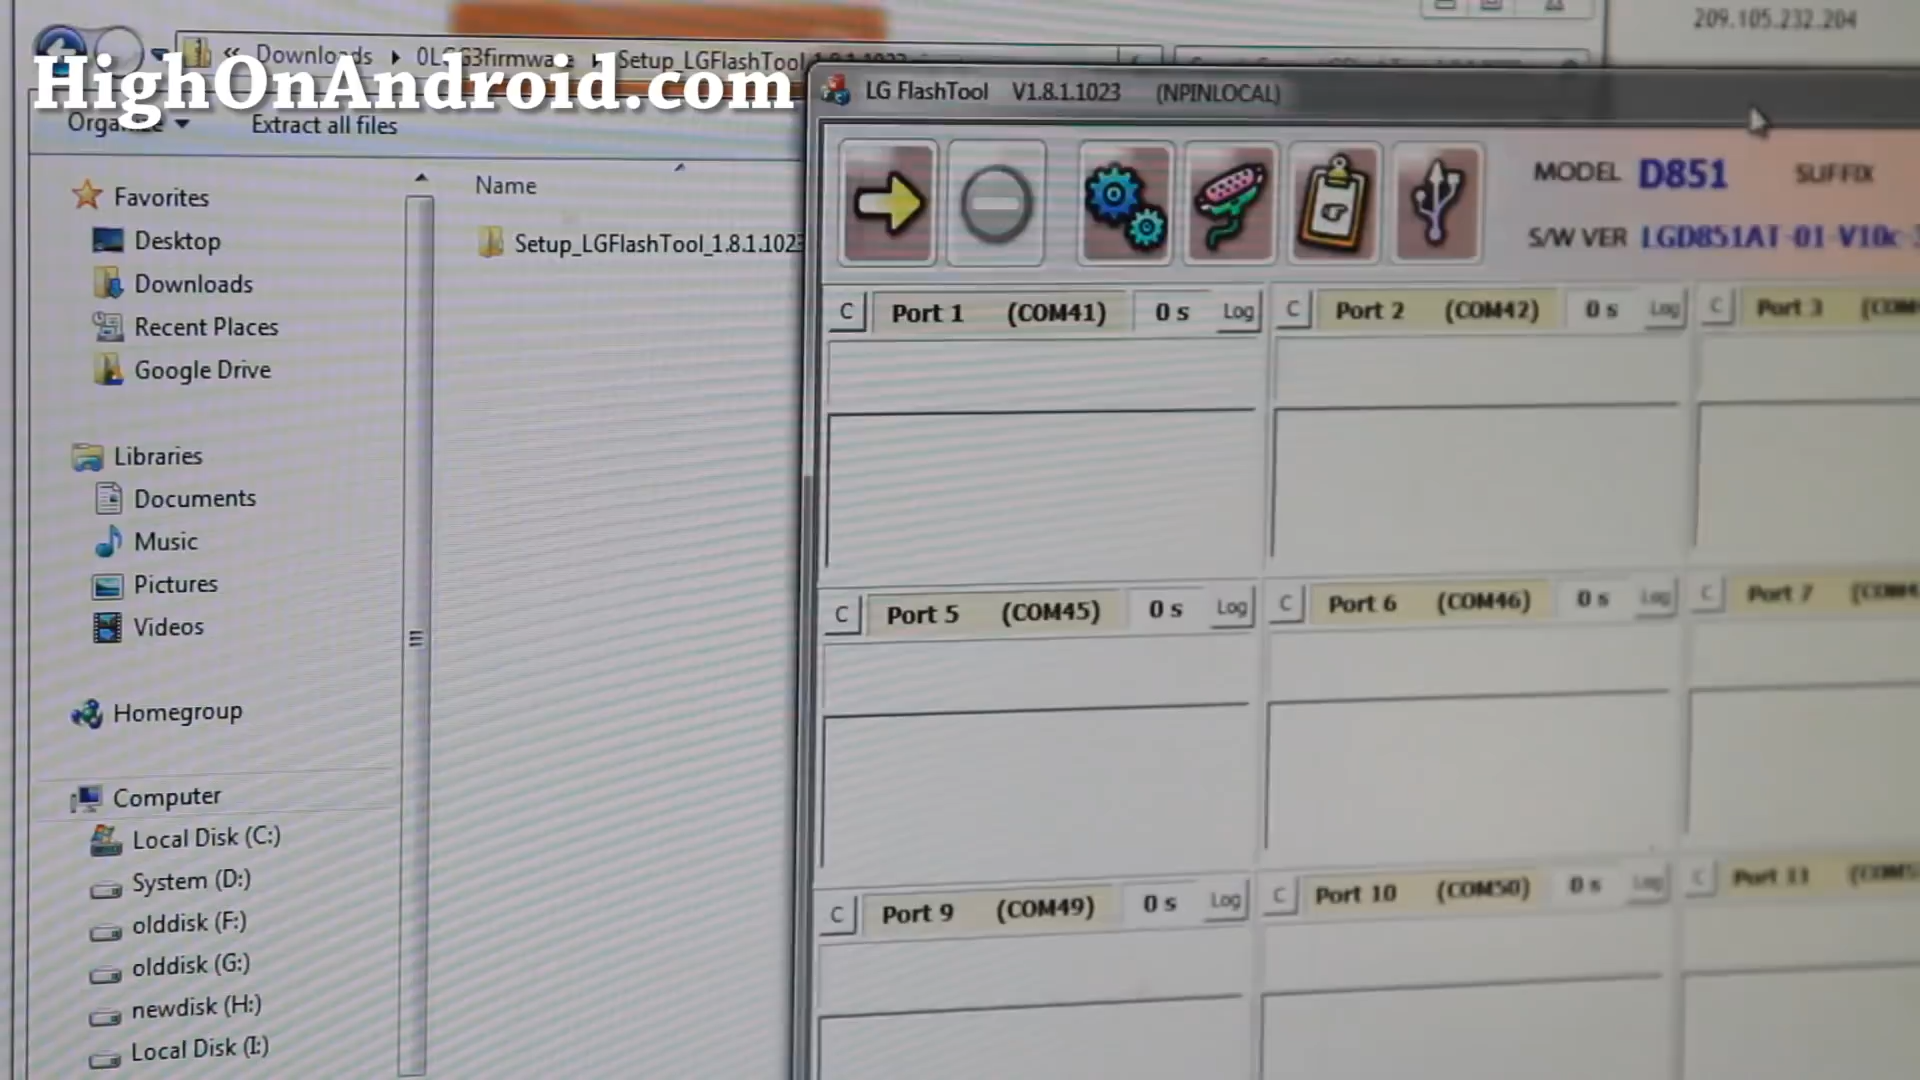 209.105.232.204
« Downloads
Setup_LGFlashTool
HighOnAndroid.com
LG FlashTool V1.8.1.1023 (NPINLOCAL)
Organize
Extract all files
MODEL D851 SUFFIX
S/W VER LGD851AT-01-V10c-
Name
Setup_LGFlashTool_1.8.1.1023
Favorites
Desktop
Downloads
Recent Places
Google Drive
Libraries
Documents
Music
Pictures
Videos
Homegroup
Computer
Local Disk (C:)
System (D:)
olddisk (F:)
olddisk (G:)
newdisk (H:)
Local Disk (I:)
C Port 1 (COM41) 0 s Log
C Port 2 (COM42) 0 s Log
C Port 3
C Port 5 (COM45) 0 s Log
C Port 6 (COM46) 0 s Log
C Port 7
C Port 9 (COM49) 0 s Log
C Port 10 (COM50) 0 s Log
C Port 11